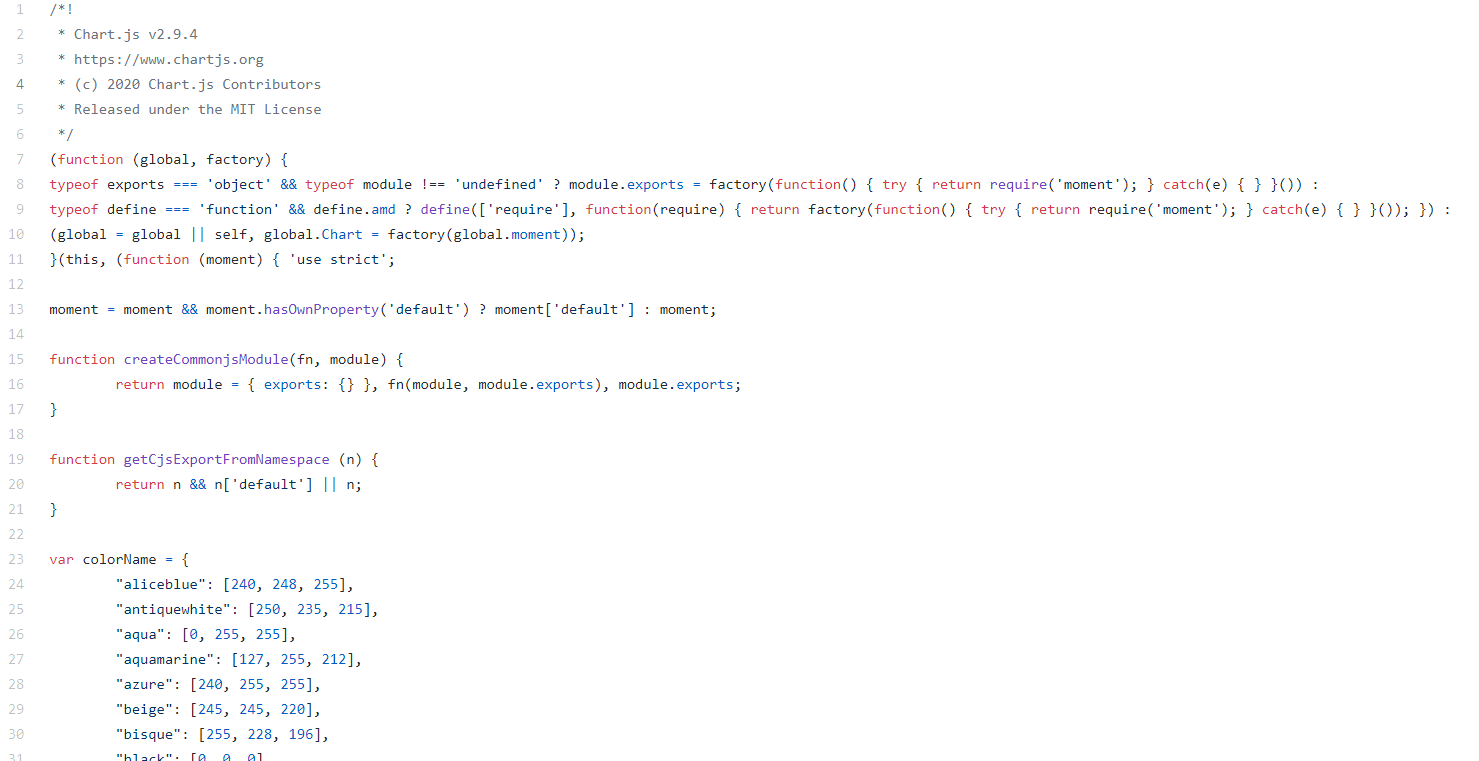 1 /*!
2 * Chart.js v2.9.4
3 * https://www.chartjs.org
4 * (c) 2020 Chart.js Contributors
5 * Released under the MIT License
6 */
7 (function (global, factory) {
8 typeof exports === 'object' && typeof module !== 'undefined' ? module.exports = factory(function() { try { return require('moment'); } catch(e) { } }()) :
9 typeof define === 'function' && define.amd ? define(['require'], function(require) { return factory(function() { try { return require('moment'); } catch(e) { } }()); }) :
10 (global = global || self, global.Chart = factory(global.moment));
11 }(this, (function (moment) { 'use strict';
12
13 moment = moment && moment.hasOwnProperty('default') ? moment['default'] : moment;
14
15 function createCommonjsModule(fn, module) {
16 return module = { exports: {} }, fn(module, module.exports), module.exports;
17 }
18
19 function getCjsExportFromNamespace (n) {
20 return n && n['default'] || n;
21 }
22
23 var colorName = {
24 "aliceblue": [240, 248, 255],
25 "antiquewhite": [250, 235, 215],
26 "aqua": [0, 255, 255],
27 "aquamarine": [127, 255, 212],
28 "azure": [240, 255, 255],
29 "beige": [245, 245, 220],
30 "bisque": [255, 228, 196],
31 "black": [0, 0, 0]